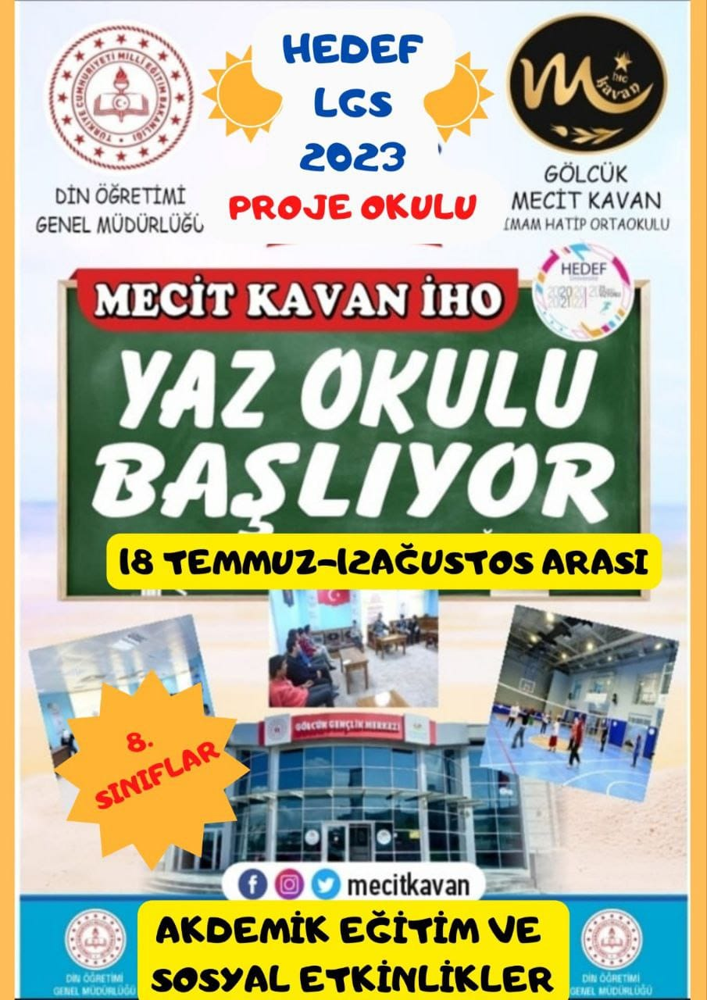 TÜRKİYE CUMHURİYETİ MİLLÎ EĞİTİM BAKANLIĞI
DİN ÖĞRETİMİ
GENEL MÜDÜRLÜĞÜ
HEDEF
LGS
2023
PROJE OKULU
m
İHO
kavan
GÖLCÜK
MECİT KAVAN
İMAM HATİP ORTAOKULU
HEDEF
MECİT KAVAN İHO
YAZ OKULU
BAŞLIYOR
18 TEMMUZ-12AĞUSTOS ARASI
8.
SINIFLAR
GÖLCÜK GENÇLİK MERKEZİ
mecitkavan
AKDEMİK EĞİTİM VE
SOSYAL ETKİNLİKLER
DİN ÖĞRETİMİ
GENEL MÜDÜRLÜĞÜ
DİN ÖĞRETİMİ
GENEL MÜDÜRLÜĞÜ